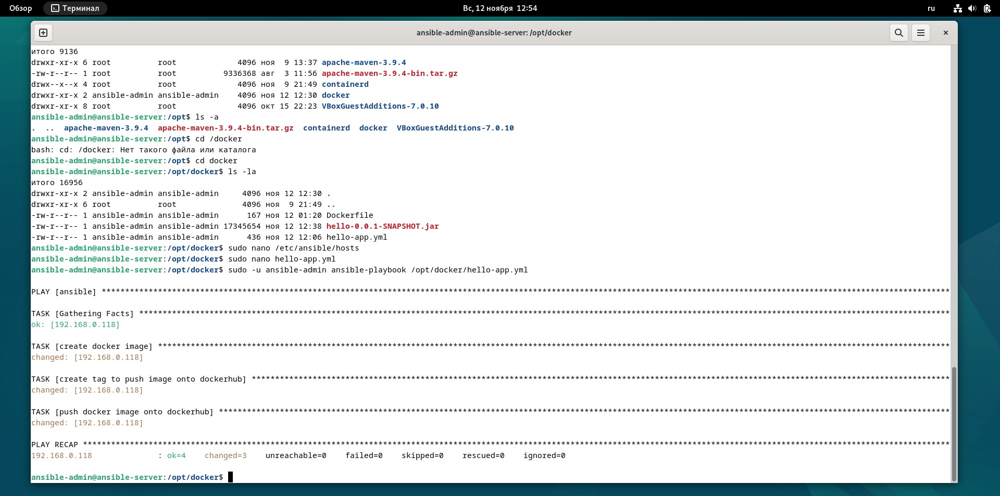 Обзор Терминал Вс, 12 ноября 12:54 ru
ansible-admin@ansible-server: /opt/docker
итого 9136
drwxr-xr-x 6 root          root             4096 ноя  9 13:37 apache-maven-3.9.4
-rw-r--r-- 1 root          root          9336368 авг  3 11:56 apache-maven-3.9.4-bin.tar.gz
drwx--x--x 4 root          root             4096 ноя  9 21:49 containerd
drwxr-xr-x 2 ansible-admin ansible-admin    4096 ноя 12 12:30 docker
drwxr-xr-x 8 root          root             4096 окт 15 22:23 VBoxGuestAdditions-7.0.10
ansible-admin@ansible-server:/opt$ ls -a
.  ..  apache-maven-3.9.4  apache-maven-3.9.4-bin.tar.gz  containerd  docker  VBoxGuestAdditions-7.0.10
ansible-admin@ansible-server:/opt$ cd /docker
bash: cd: /docker: Нет такого файла или каталога
ansible-admin@ansible-server:/opt$ cd docker
ansible-admin@ansible-server:/opt/docker$ ls -la
итого 16956
drwxr-xr-x 2 ansible-admin ansible-admin     4096 ноя 12 12:30 .
drwxr-xr-x 6 root          root              4096 ноя  9 21:49 ..
-rw-r--r-- 1 ansible-admin ansible-admin      167 ноя 12 01:20 Dockerfile
-rw-r--r-- 1 ansible-admin ansible-admin 17345654 ноя 12 12:38 hello-0.0.1-SNAPSHOT.jar
-rw-r--r-- 1 ansible-admin ansible-admin      436 ноя 12 12:06 hello-app.yml
ansible-admin@ansible-server:/opt/docker$ sudo nano /etc/ansible/hosts
ansible-admin@ansible-server:/opt/docker$ sudo nano hello-app.yml
ansible-admin@ansible-server:/opt/docker$ sudo -u ansible-admin ansible-playbook /opt/docker/hello-app.yml
PLAY [ansible] *************************************************************************************************************************************************************************************
TASK [Gathering Facts] *****************************************************************************************************************************************************************************
ok: [192.168.0.118]
TASK [create docker image] *************************************************************************************************************************************************************************
changed: [192.168.0.118]
TASK [create tag to push image onto dockerhub] *****************************************************************************************************************************************************
changed: [192.168.0.118]
TASK [push docker image onto dockerhub] ************************************************************************************************************************************************************
changed: [192.168.0.118]
PLAY RECAP *****************************************************************************************************************************************************************************************
192.168.0.118              : ok=4    changed=3    unreachable=0    failed=0    skipped=0    rescued=0    ignored=0
ansible-admin@ansible-server:/opt/docker$